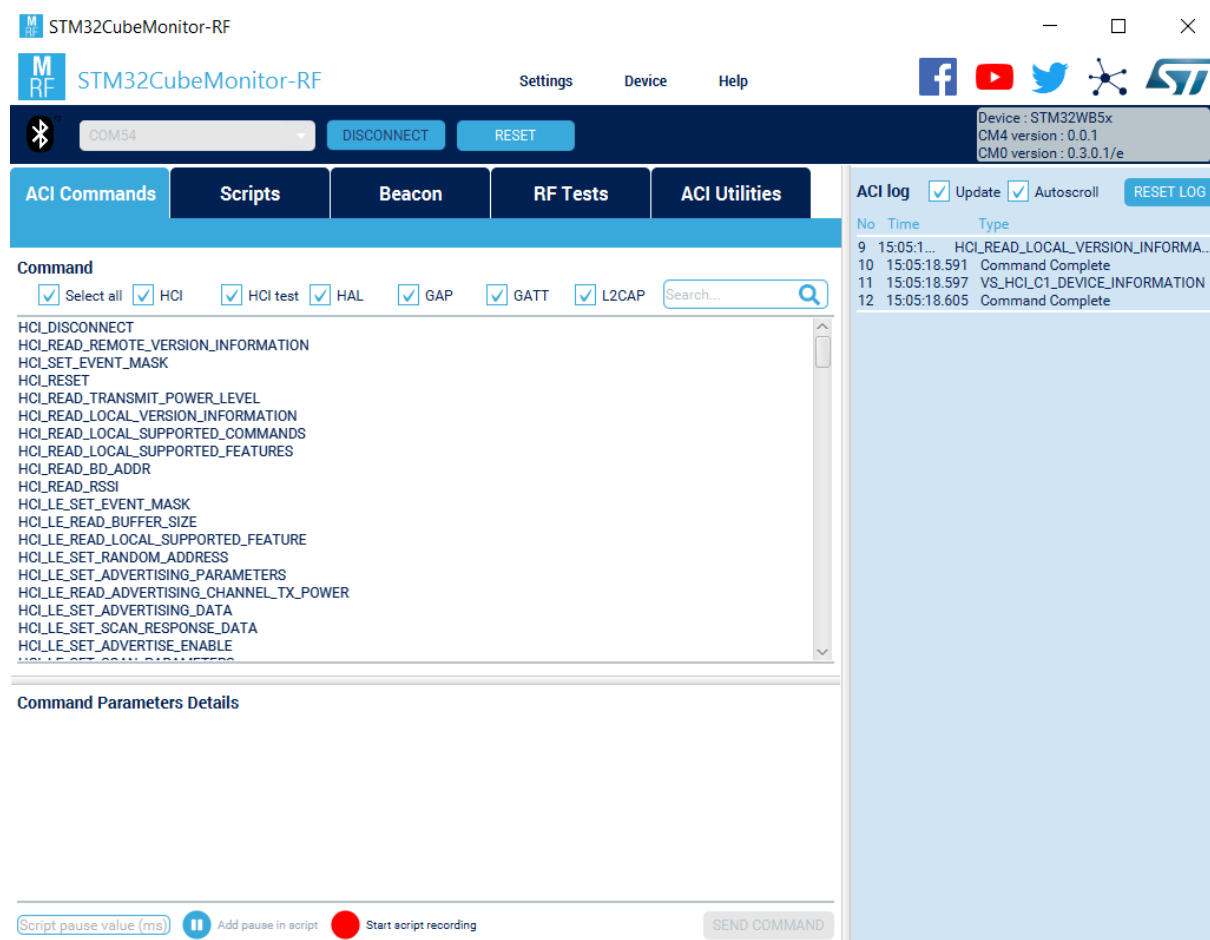 M RF STM32CubeMonitor-RF
M RF STM32CubeMonitor-RF Settings Device Help
COM54 DISCONNECT RESET
Device : STM32WB5x
CM4 version : 0.0.1
CM0 version : 0.3.0.1/e
ACI Commands Scripts Beacon RF Tests ACI Utilities
Command
Select all HCI HCI test HAL GAP GATT L2CAP Search...
HCI_DISCONNECT
HCI_READ_REMOTE_VERSION_INFORMATION
HCI_SET_EVENT_MASK
HCI_RESET
HCI_READ_TRANSMIT_POWER_LEVEL
HCI_READ_LOCAL_VERSION_INFORMATION
HCI_READ_LOCAL_SUPPORTED_COMMANDS
HCI_READ_LOCAL_SUPPORTED_FEATURES
HCI_READ_BD_ADDR
HCI_READ_RSSI
HCI_LE_SET_EVENT_MASK
HCI_LE_READ_BUFFER_SIZE
HCI_LE_READ_LOCAL_SUPPORTED_FEATURE
HCI_LE_SET_RANDOM_ADDRESS
HCI_LE_SET_ADVERTISING_PARAMETERS
HCI_LE_READ_ADVERTISING_CHANNEL_TX_POWER
HCI_LE_SET_ADVERTISING_DATA
HCI_LE_SET_SCAN_RESPONSE_DATA
HCI_LE_SET_ADVERTISE_ENABLE
HCI_LE_SET_SCAN_PARAMETERS
Command Parameters Details
Script pause value (ms) Add pause in script Start script recording SEND COMMAND
ACI log Update Autoscroll RESET LOG
No Time Type
9 15:05:1... HCI_READ_LOCAL_VERSION_INFORMA...
10 15:05:18.591 Command Complete
11 15:05:18.597 VS_HCI_C1_DEVICE_INFORMATION
12 15:05:18.605 Command Complete